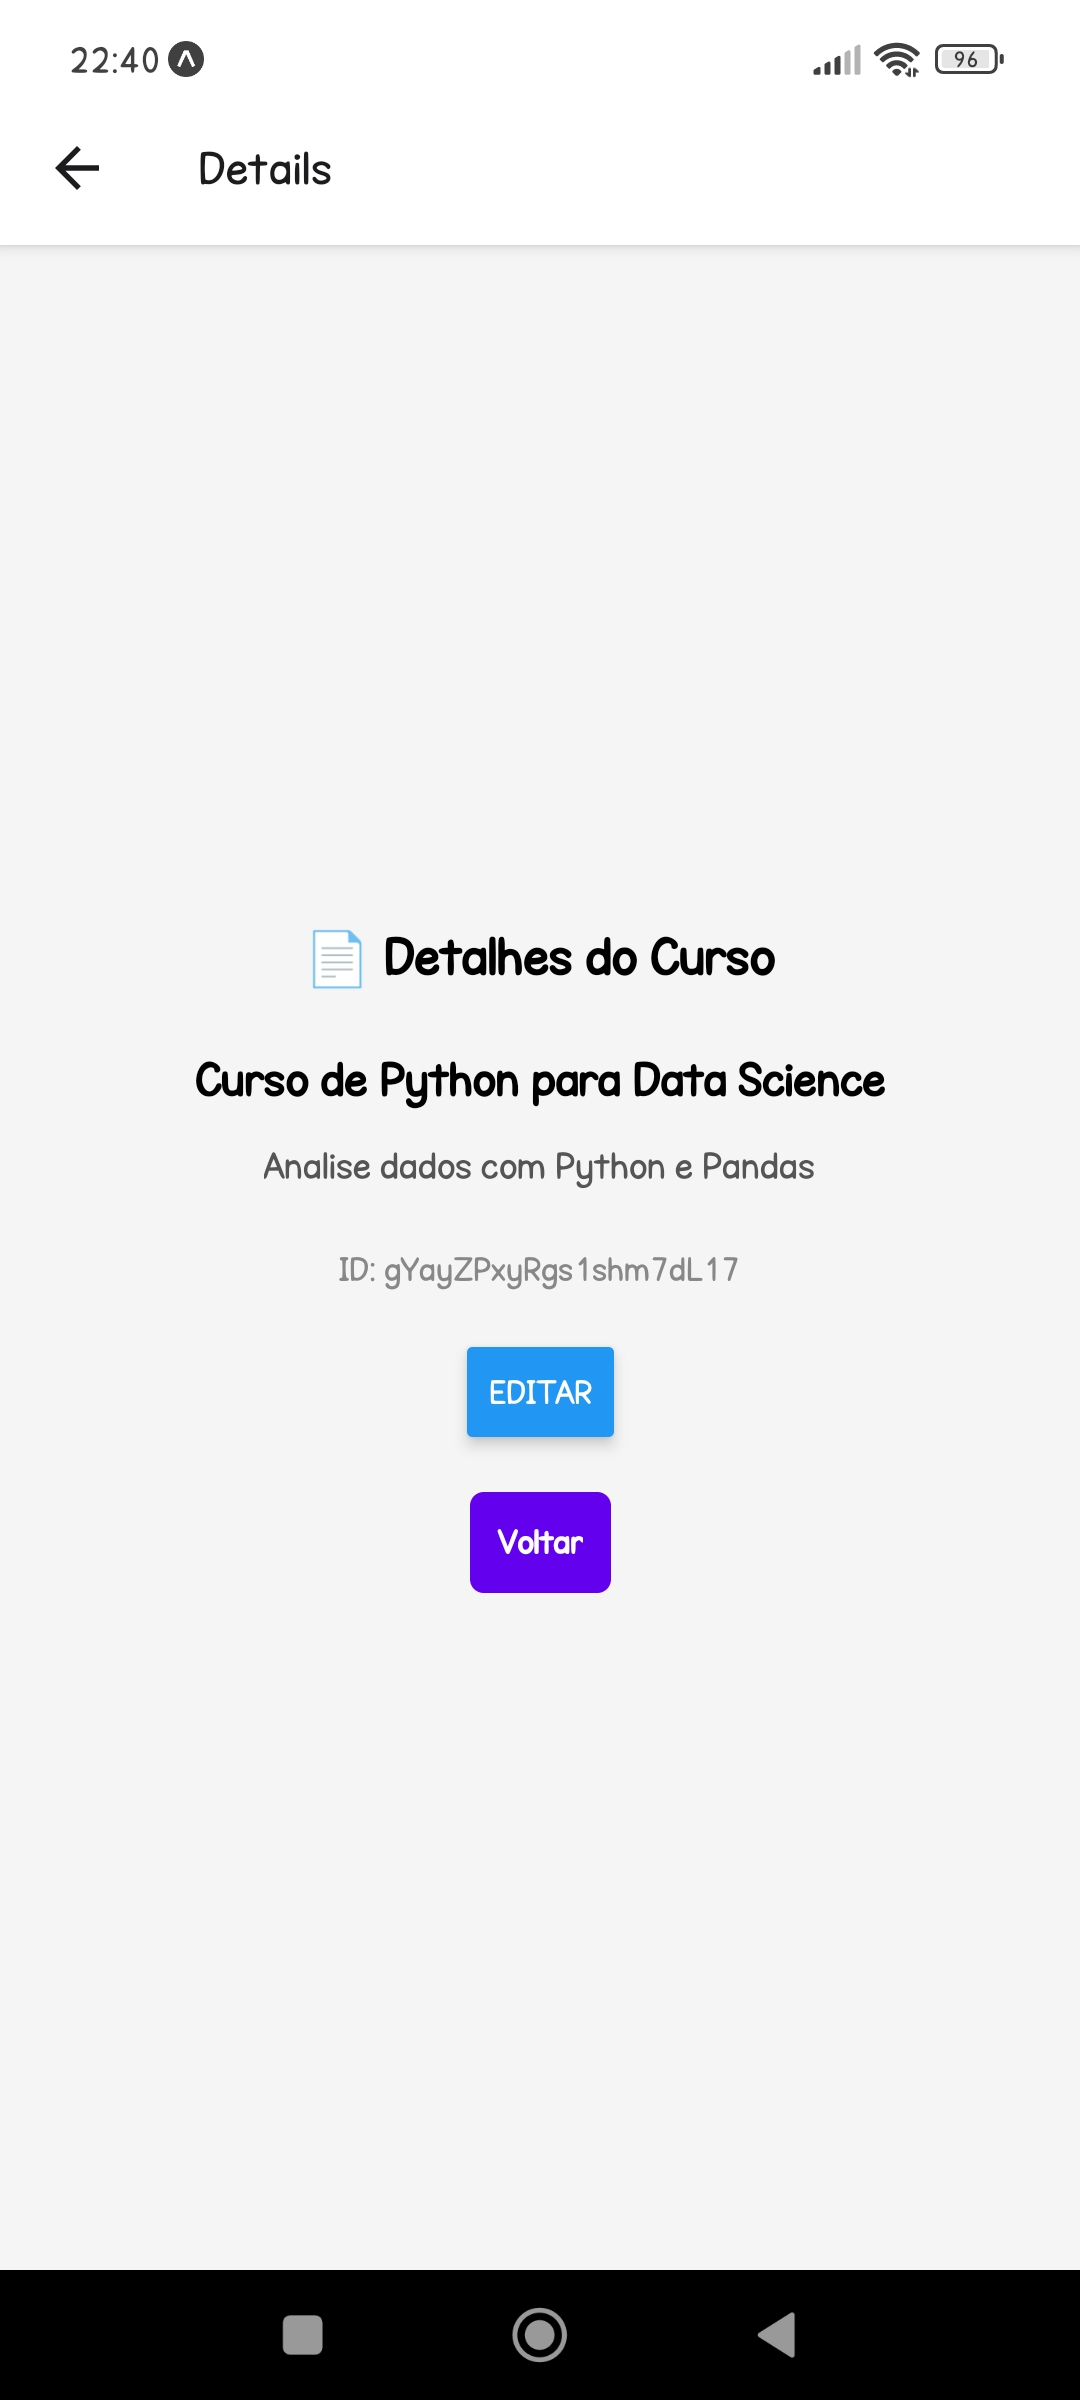 22:40
96
Details
Detalhes do Curso
Curso de Python para Data Science
Analise dados com Python e Pandas
ID: gYayZPxyRgs1shm7dL17
EDITAR
Voltar